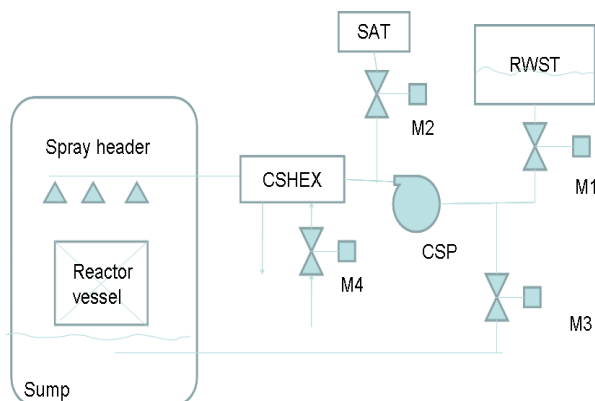 SAT
RWST
M2
Spray header
M1
CSHEX
CSP
Reactor
vessel
M4
M3
Sump